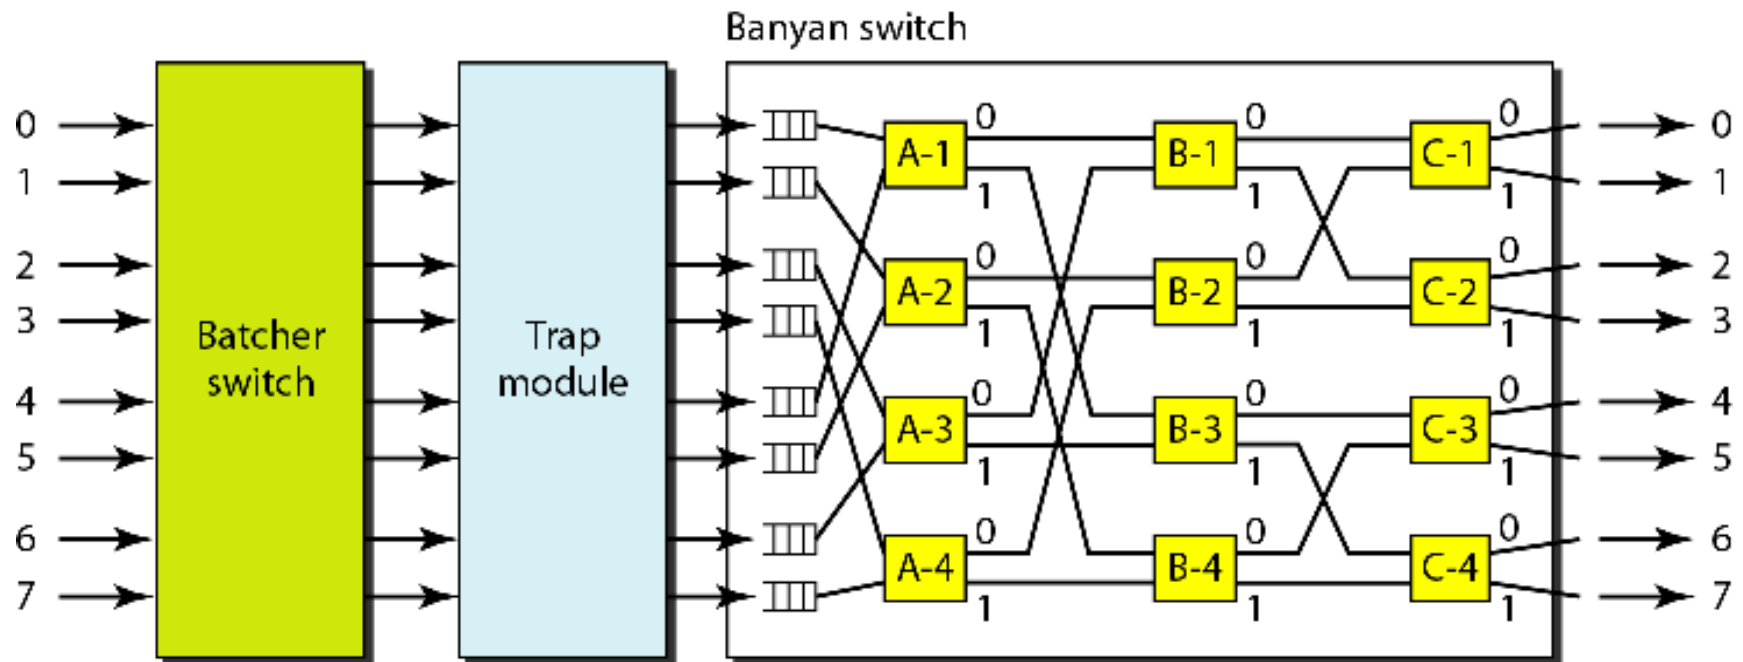 Banyan switch
0 0 0 0 0
A-1 B-1 C-1
1 1 1 1 1
0 0 0
2 2
A-2 B-2 C-2
3 Batcher switch Trap module 1 1 1 3
4 0 0 0 4
A-3 B-3 C-3
5 1 1 1 5
6 0 0 0 6
A-4 B-4 C-4
7 1 1 1 7